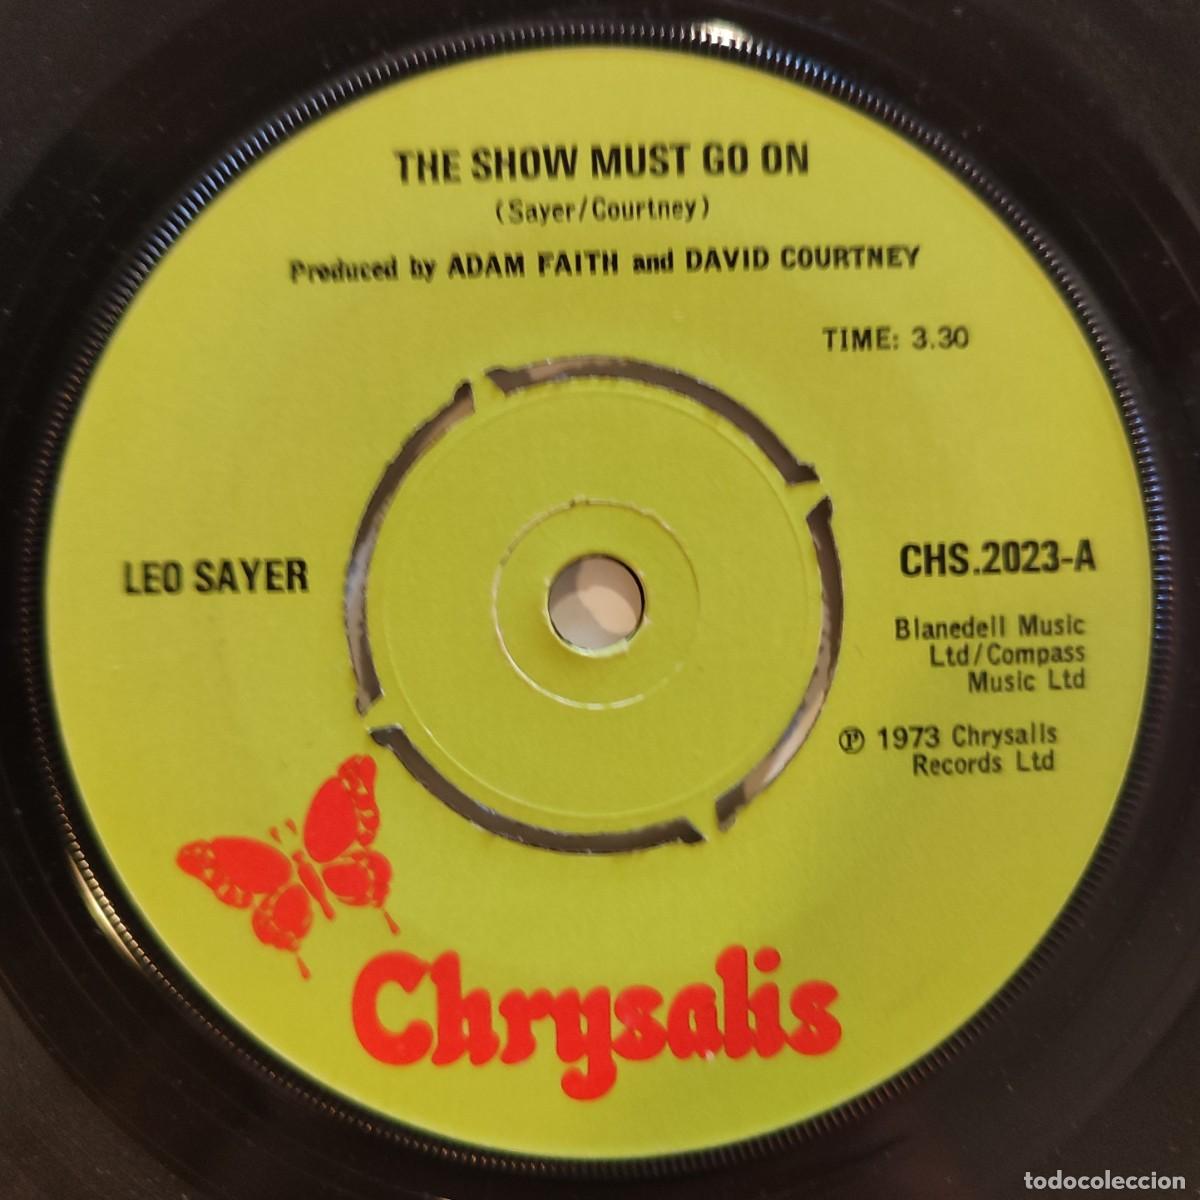 THE SHOW MUST GO ON
(Sayer/Courtney)
Produced by ADAM FAITH and DAVID COURTNEY
TIME: 3.30
LEO SAYER
CHS.2023-A
Blanedell Music
Ltd/Compass
Music Ltd
℗ 1973 Chrysalis
Records Ltd
Chrysalis
todocoleccion